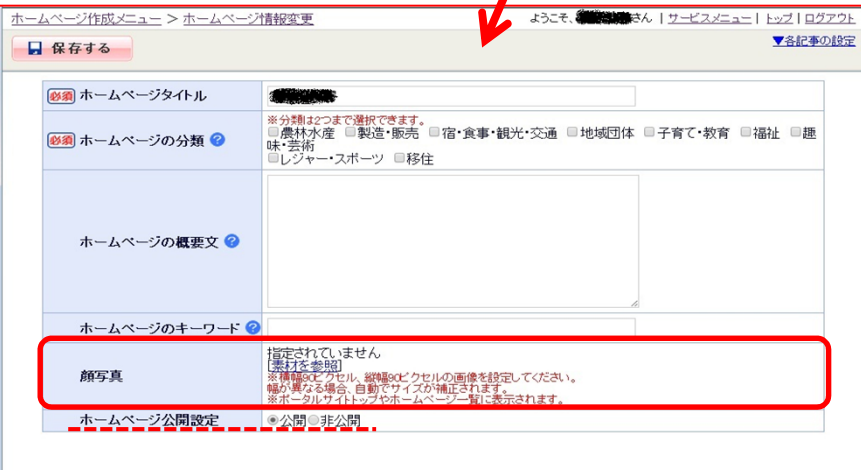 ホームページ作成メニュー > ホームページ情報変更
ようこそ、さん | サービスメニュー | トップ | ログアウト
保存する
▼各記事の設定
必須 ホームページタイトル
必須 ホームページの分類 ?
※分類は2つまで選択できます。
農林水産 製造・販売 宿・食事・観光・交通 地域団体 子育て・教育 福祉 趣
味・芸術
レジャー・スポーツ 移住
ホームページの概要文 ?
ホームページのキーワード ?
顔写真
指定されていません
[素材を参照]
※横幅90ピクセル、縦幅90ピクセルの画像を設定してください。
幅が異なる場合、自動でサイズが補正されます。
※ポータルサイトトップやホームページ一覧に表示されます。
ホームページ公開設定
公開 非公開